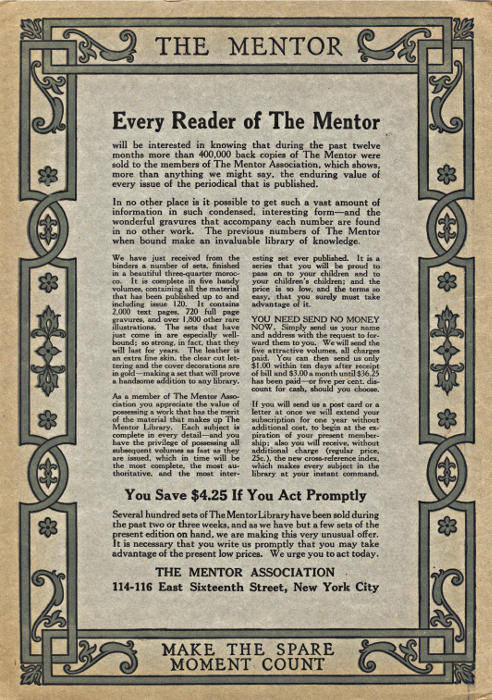 THE MENTOR
Every Reader of The Mentor
will be interested in knowing that during the past twelve
months more than 400,000 back copies of The Mentor were
sold to the members of The Mentor Association, which shows,
more than anything we might say, the enduring value of
every issue of the periodical that is published.
In no other place is it possible to get such a vast amount of
information in such condensed, interesting form—and the
wonderful gravures that accompany each number are found
in no other work. The previous numbers of The Mentor
when bound make an invaluable library of knowledge.
We have just received from the
binders a number of sets, finished
in a beautiful three-quarter moroc-
co. It is complete in five handy
volumes, containing all the material
that has been published up to and
including issue 120. It contains
2,000 text pages, 720 full page
gravures, and over 1,800 other rare
illustrations. The sets that have
just come in are especially well-
bound; so strong, in fact, that they
will last for years. The leather is
an extra fine skin, the clear cut let-
tering and the cover decorations are
in gold—making a set that will prove
a handsome addition to any library.
As a member of The Mentor Asso-
ciation you appreciate the value of
possessing a work that has the merit
of the material that makes up The
Mentor Library. Each subject is
complete in every detail—and you
have the privilege of possessing all
subsequent volumes as fast as they
are issued, which in time will be
the most complete, the most au-
thoritative, and the most inter-
esting set ever published. It is a
series that you will be proud to
pass on to your children and to
your children's children; and the
price is so low, and the terms so
easy, that you surely must take
advantage of it.
YOU NEED SEND NO MONEY
NOW. Simply send us your name
and address with the request to for-
ward them to you. We will send the
five attractive volumes, all charges
paid. You can then send us only
$1.00 within ten days after receipt
of bill and $3.00 a month until $36.25
has been paid—or five per cent. dis-
count for cash, should you choose.
If you will send us a post card or a
letter at once we will extend your
subscription for one year without
additional cost, to begin at the ex-
piration of your present member-
ship; also you will receive, without
additional charge (regular price,
25c.), the new cross-reference index,
which makes every subject in the
library at your instant command.
You Save $4.25 If You Act Promptly
Several hundred sets of The Mentor Library have been sold during
the past two or three weeks, and as we have but a few sets of the
present edition on hand, we are making this very unusual offer.
It is necessary that you write us promptly that you may take
advantage of the present low prices. We urge you to act today.
THE MENTOR ASSOCIATION
114-116 East Sixteenth Street, New York City
MAKE THE SPARE
MOMENT COUNT